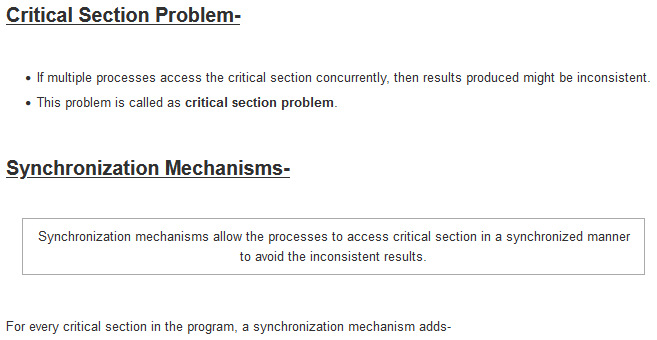 Critical Section Problem-
• If multiple processes access the critical section concurrently, then results produced might be inconsistent.
• This problem is called as critical section problem.
Synchronization Mechanisms-
Synchronization mechanisms allow the processes to access critical section in a synchronized manner
to avoid the inconsistent results.
For every critical section in the program, a synchronization mechanism adds-